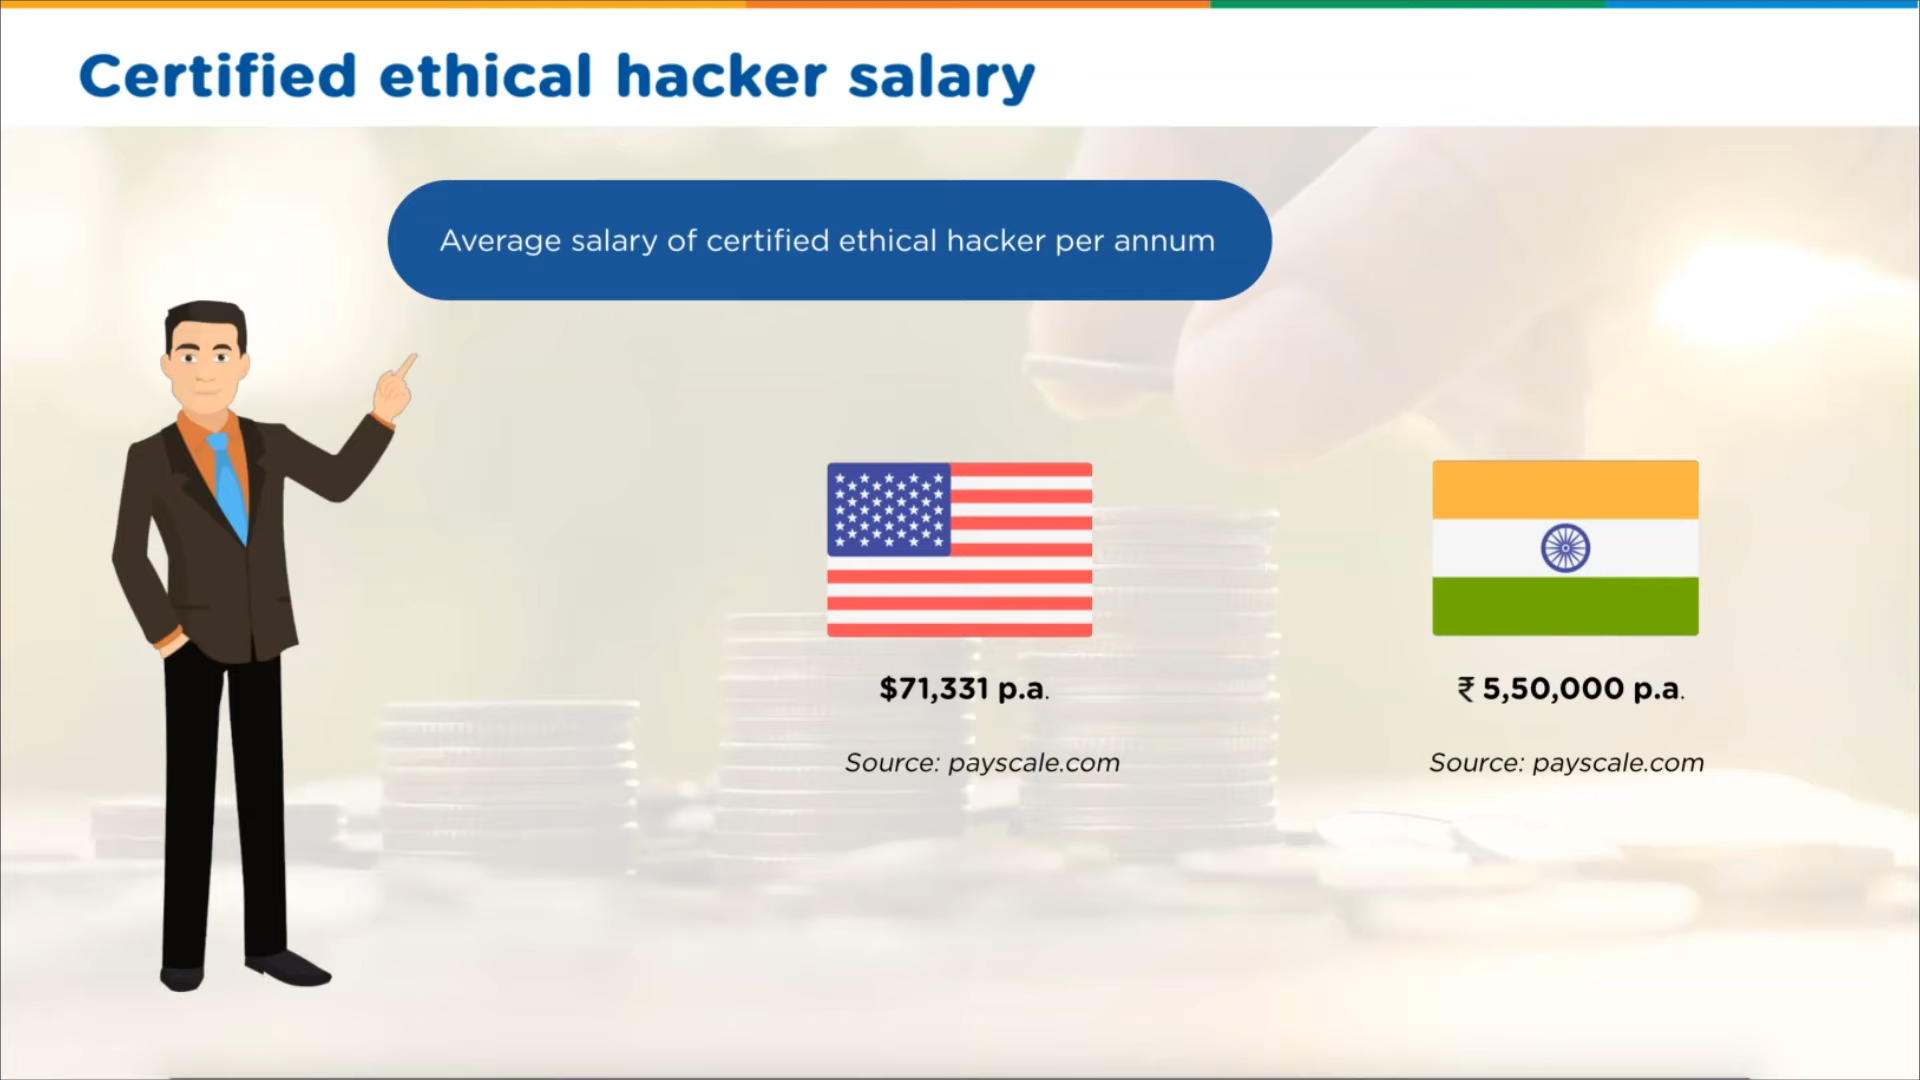 Certified ethical hacker salary
Average salary of certified ethical hacker per annum
$71,331 p.a.
₹ 5,50,000 p.a.
Source: payscale.com
Source: payscale.com